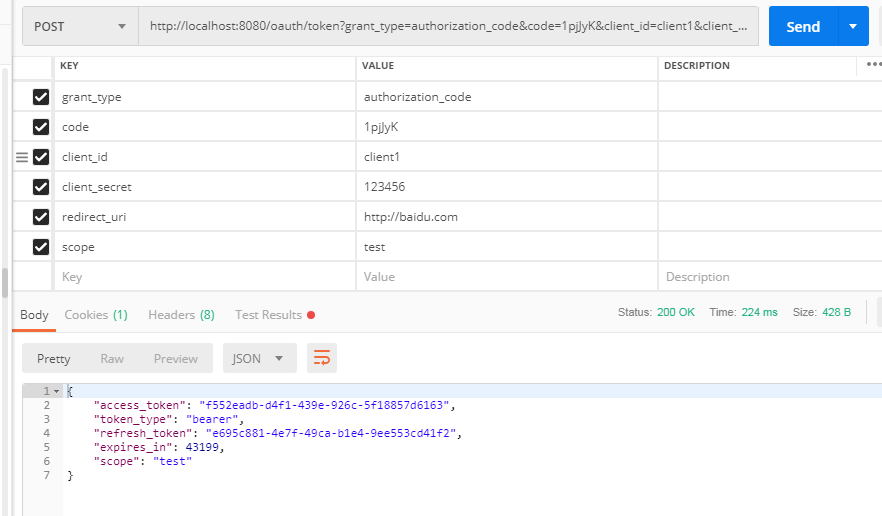 POST http://localhost:8080/oauth/token?grant_type=authorization_code&code=1pjJyK&client_id=client1&client_... Send
KEY VALUE DESCRIPTION
grant_type authorization_code
code 1pjJyK
client_id client1
client_secret 123456
redirect_uri http://baidu.com
scope test
Key Value Description
Body Cookies (1) Headers (8) Test Results Status: 200 OK Time: 224 ms Size: 428 B
Pretty Raw Preview JSON
1 {
2 "access_token": "f552eadb-d4f1-439e-926c-5f18857d6163",
3 "token_type": "bearer",
4 "refresh_token": "e695c881-4e7f-49ca-b1e4-9ee553cd41f2",
5 "expires_in": 43199,
6 "scope": "test"
7 }